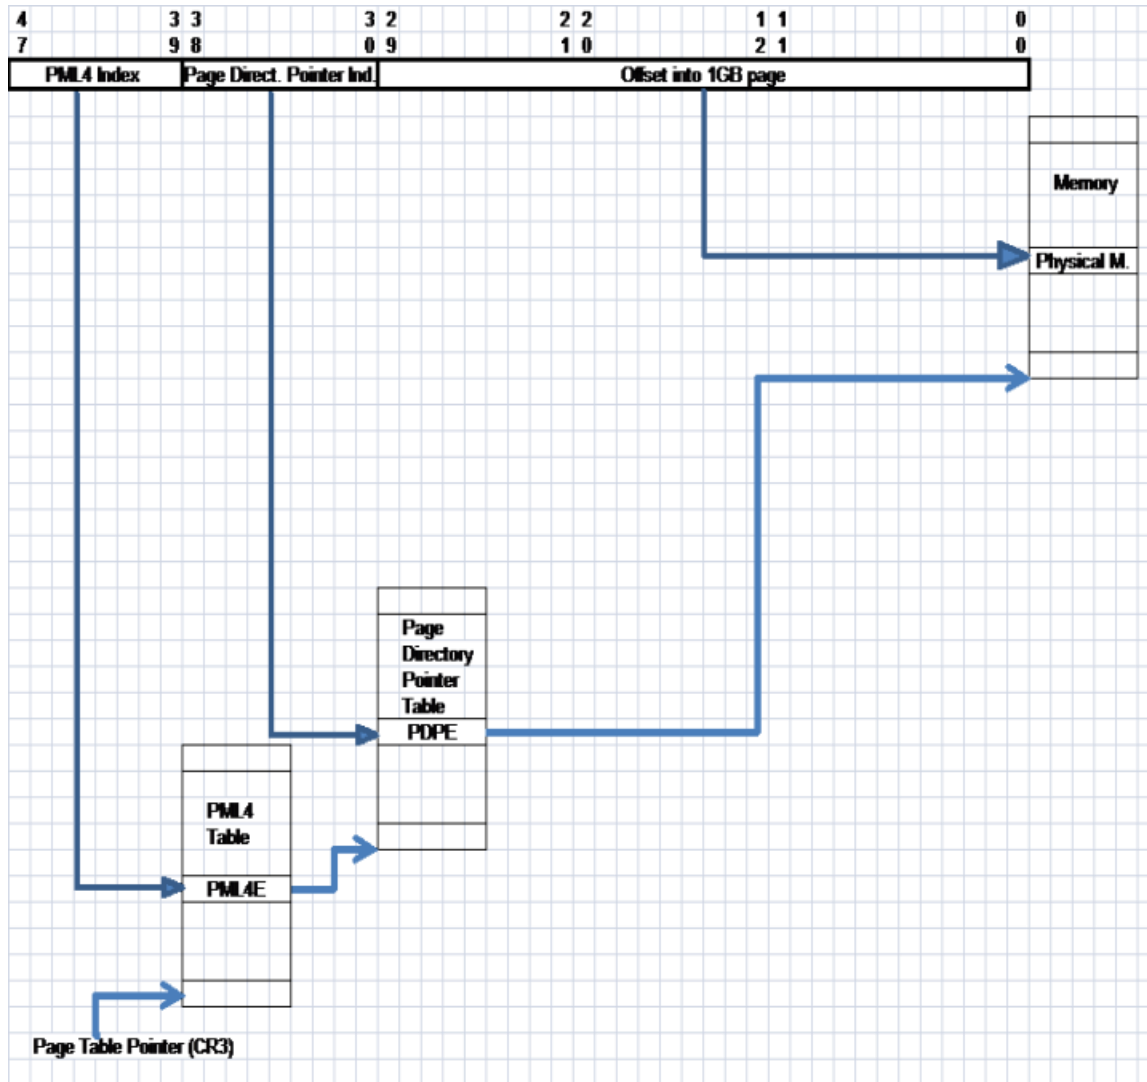 4 3 3 3 2 2 2 1 1 0
7 9 8 0 9 1 0 2 1 0
PML4 Index Page Direct. Pointer Ind. Offset into 1GB page
Memory
Physical M.
Page
Directory
Pointer
Table
PDPE
PML4
Table
PML4E
Page Table Pointer (CR3)